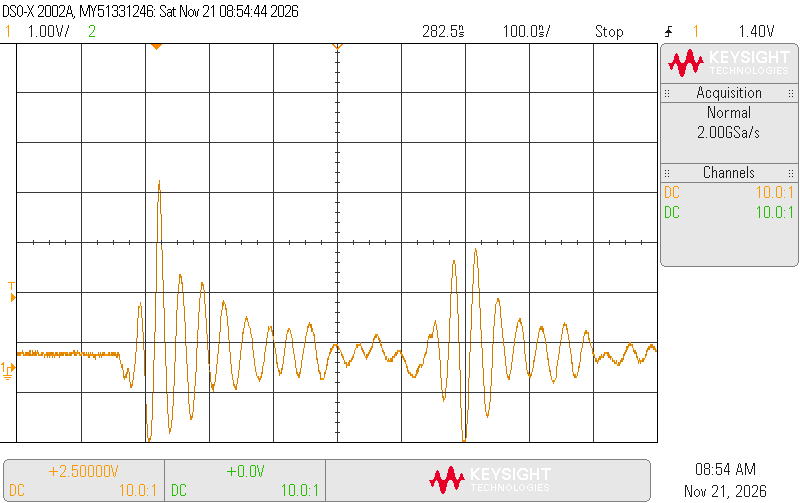 DSO-X 2002A, MY51331246: Sat Nov 21 08:54:44 2026
1 1.00V/ 2 282.5s 100.0s/ Stop 1 1.40V
KEYSIGHT
TECHNOLOGIES
Acquisition
Normal
2.00GSa/s
Channels
DC 10.0:1
DC 10.0:1
T
1
+2.50000V
DC 10.0:1
+0.0V
DC 10.0:1
KEYSIGHT
TECHNOLOGIES
08:54 AM
Nov 21, 2026